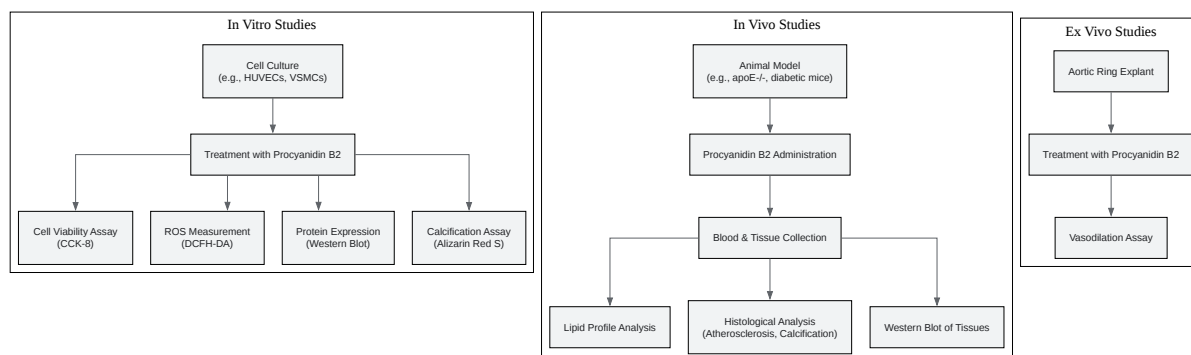 In Vitro Studies
Cell Culture
(e.g., HUVECs, VSMCs)
Treatment with Procyanidin B2
Cell Viability Assay
(CCK-8)
ROS Measurement
(DCFH-DA)
Protein Expression
(Western Blot)
Calcification Assay
(Alizarin Red S)
In Vivo Studies
Animal Model
(e.g., apoE-/-, diabetic mice)
Procyanidin B2 Administration
Blood & Tissue Collection
Lipid Profile Analysis
Histological Analysis
(Atherosclerosis, Calcification)
Western Blot of Tissues
Ex Vivo Studies
Aortic Ring Explant
Treatment with Procyanidin B2
Vasodilation Assay